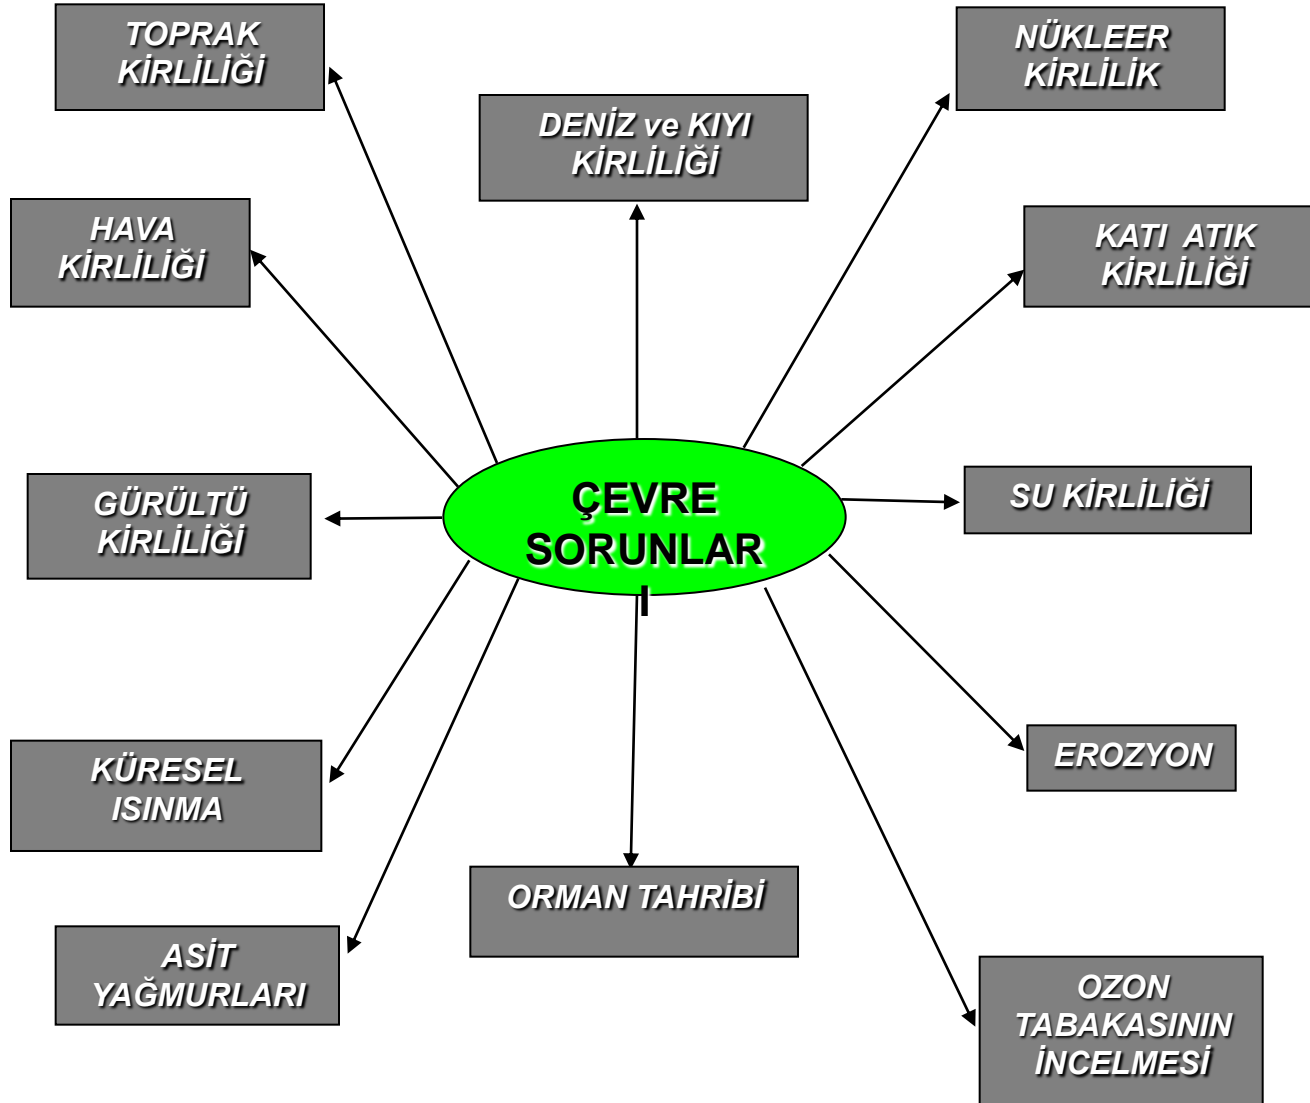 TOPRAK
KİRLİLİĞİ
NÜKLEER
KİRLİLİK
DENİZ ve KIYI
KİRLİLİĞİ
HAVA
KİRLİLİĞİ
KATI ATIK
KİRLİLİĞİ
GÜRÜLTÜ
KİRLİLİĞİ
ÇEVRE
SORUNLAR
I
SU KİRLİLİĞİ
KÜRESEL
ISINMA
EROZYON
ORMAN TAHRİBİ
ASİT
YAĞMURLARI
OZON
TABAKASININ
İNCELMESİ